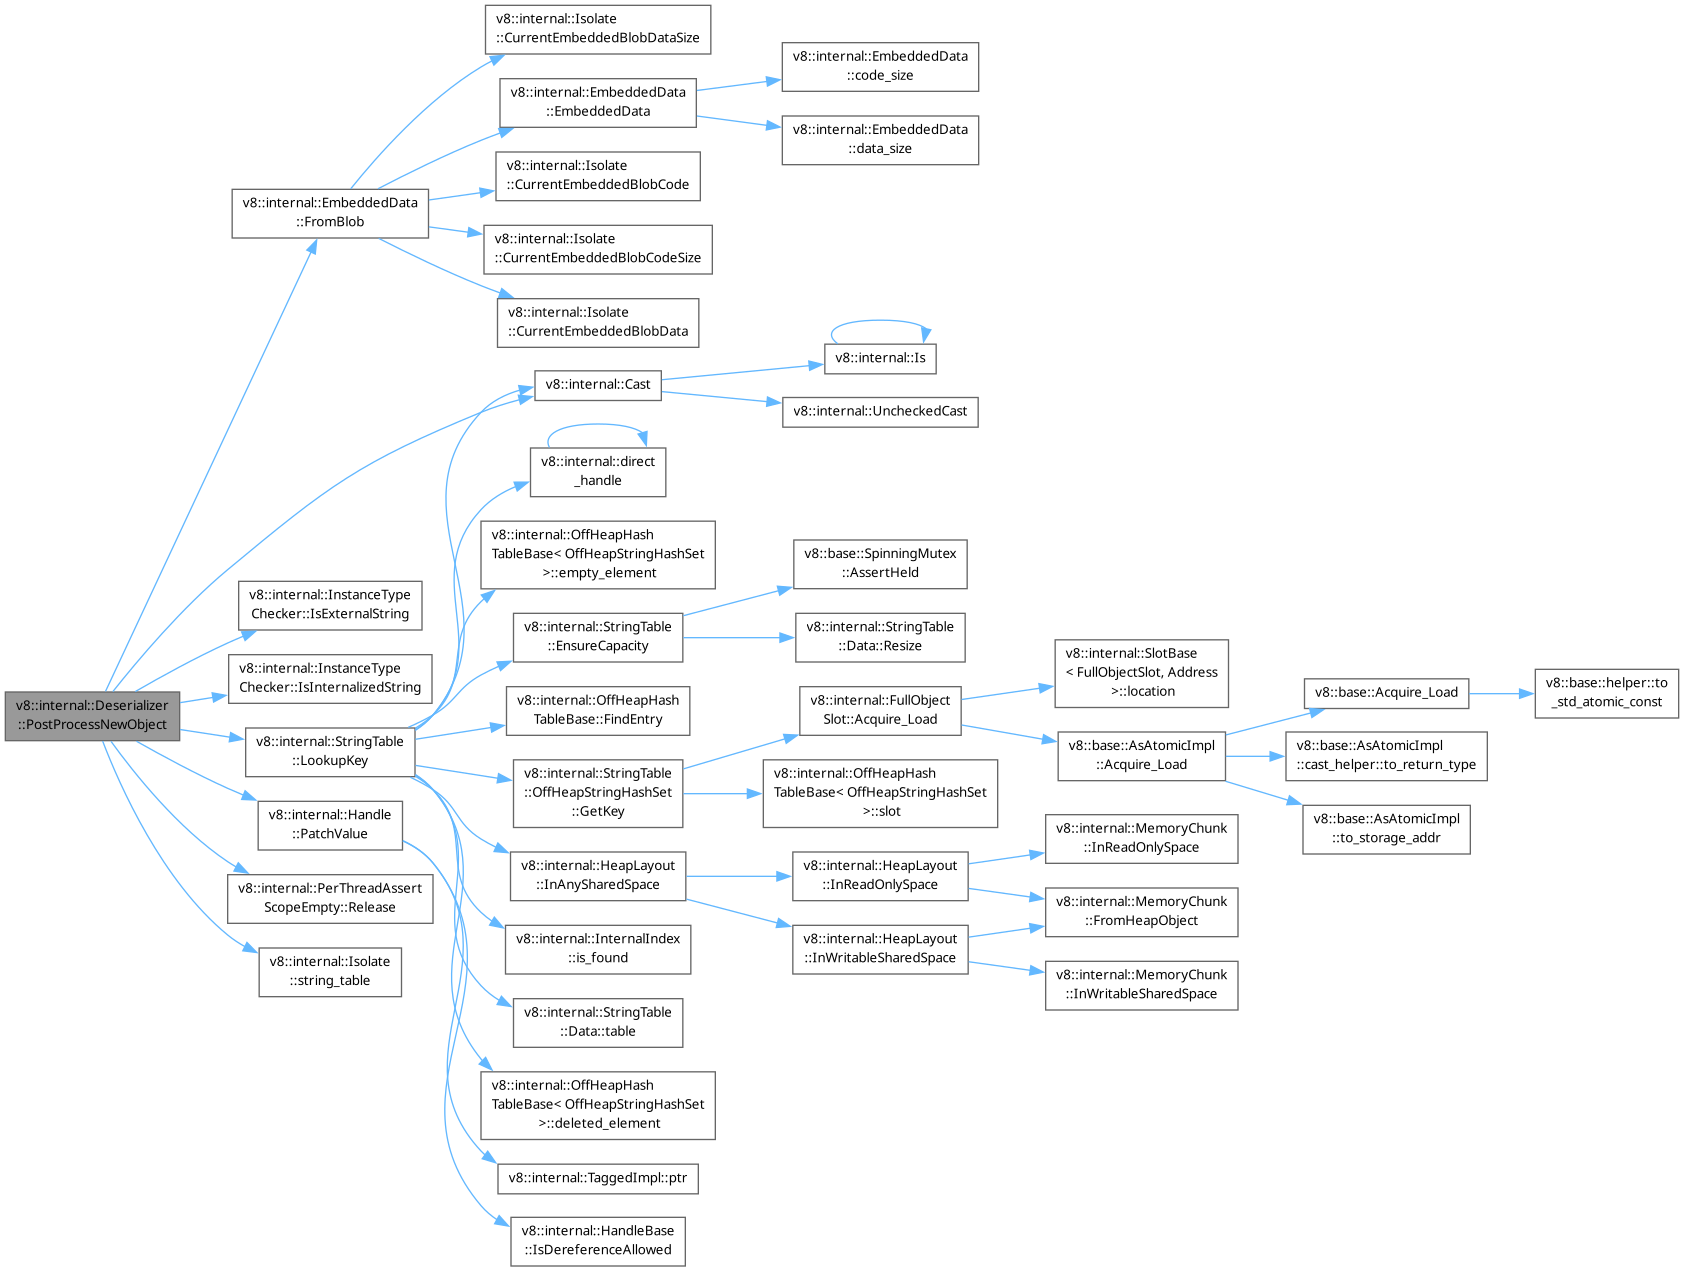 v8::internal::Deserializer
::PostProcessNewObject
v8::internal::EmbeddedData
::FromBlob
v8::internal::Isolate
::CurrentEmbeddedBlobDataSize
v8::internal::EmbeddedData
::EmbeddedData
v8::internal::EmbeddedData
::code_size
v8::internal::EmbeddedData
::data_size
v8::internal::Isolate
::CurrentEmbeddedBlobCode
v8::internal::Isolate
::CurrentEmbeddedBlobCodeSize
v8::internal::Isolate
::CurrentEmbeddedBlobData
v8::internal::Cast
v8::internal::Is
v8::internal::UncheckedCast
v8::internal::InstanceType
Checker::IsExternalString
v8::internal::InstanceType
Checker::IsInternalizedString
v8::internal::StringTable
::LookupKey
v8::internal::direct
_handle
v8::internal::OffHeapHash
TableBase< OffHeapStringHashSet
>::empty_element
v8::internal::StringTable
::EnsureCapacity
v8::base::SpinningMutex
::AssertHeld
v8::internal::StringTable
::Data::Resize
v8::internal::OffHeapHash
TableBase::FindEntry
v8::internal::StringTable
::OffHeapStringHashSet
::GetKey
v8::internal::FullObject
Slot::Acquire_Load
v8::internal::SlotBase
< FullObjectSlot, Address
>::location
v8::base::AsAtomicImpl
::Acquire_Load
v8::base::Acquire_Load
v8::base::helper::to
_std_atomic_const
v8::base::AsAtomicImpl
::cast_helper::to_return_type
v8::base::AsAtomicImpl
::to_storage_addr
v8::internal::OffHeapHash
TableBase< OffHeapStringHashSet
>::slot
v8::internal::HeapLayout
::InAnySharedSpace
v8::internal::HeapLayout
::InReadOnlySpace
v8::internal::MemoryChunk
::InReadOnlySpace
v8::internal::MemoryChunk
::FromHeapObject
v8::internal::HeapLayout
::InWritableSharedSpace
v8::internal::MemoryChunk
::InWritableSharedSpace
v8::internal::InternalIndex
::is_found
v8::internal::StringTable
::Data::table
v8::internal::OffHeapHash
TableBase< OffHeapStringHashSet
>::deleted_element
v8::internal::Handle
::PatchValue
v8::internal::TaggedImpl::ptr
v8::internal::HandleBase
::IsDereferenceAllowed
v8::internal::PerThreadAssert
ScopeEmpty::Release
v8::internal::Isolate
::string_table